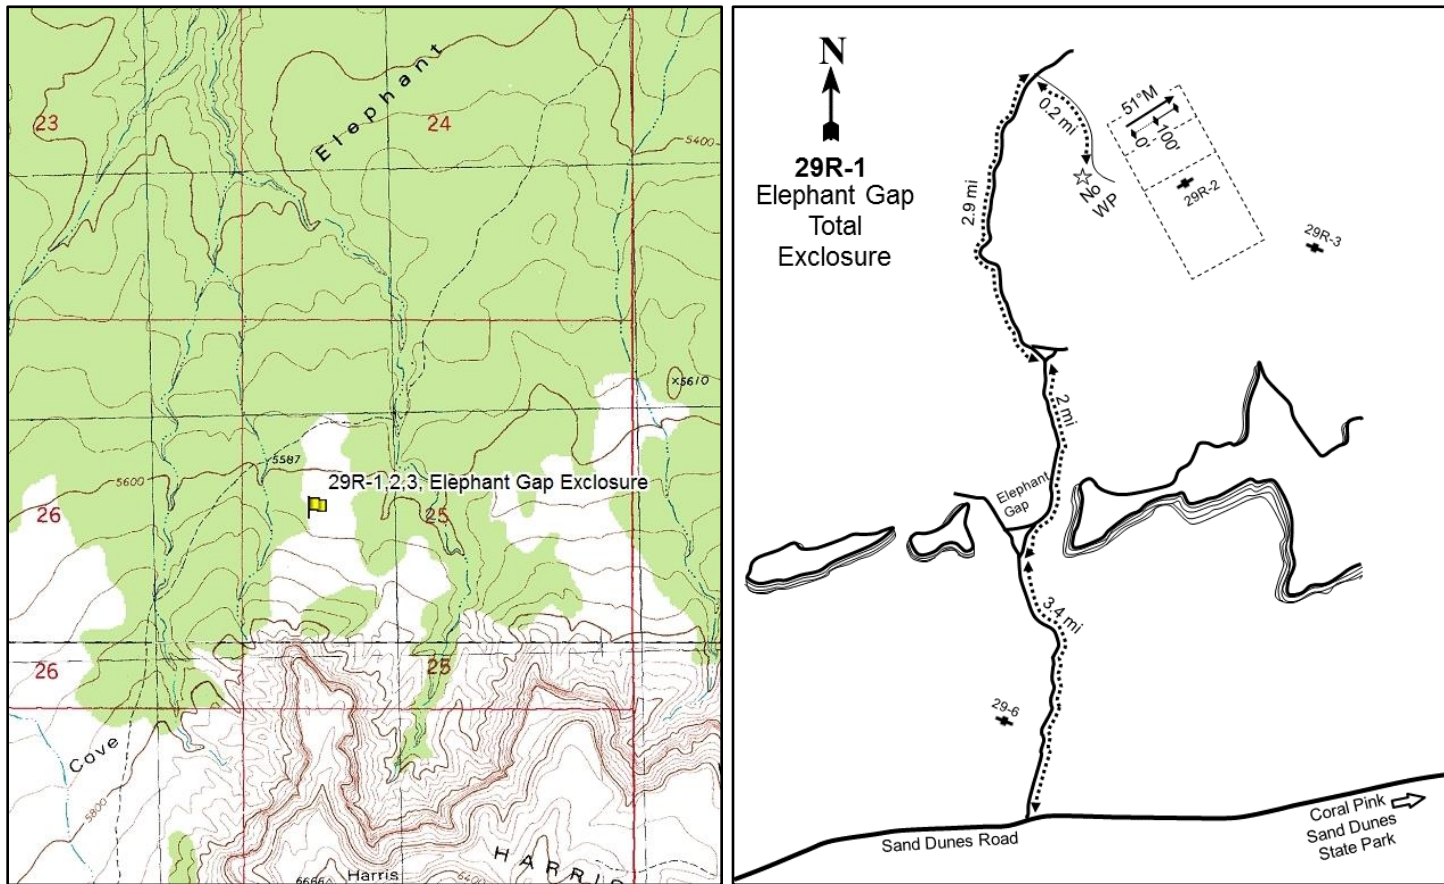 Elephant
23
24
5400
x5610
5587
5600
29R-1,2,3, Elephant Gap Exclosure
26
25
26
25
Cove
5800
HARRIS
Harris
6666
6400
N
29R-1
Elephant Gap
Total
Exclosure
0.2 mi
51°M
0'
100'
29R-2
No
WP
2.9 mi
29R-3
2 mi
Elephant
Gap
3.4 mi
29-6
Sand Dunes Road
Coral Pink
Sand Dunes
State Park